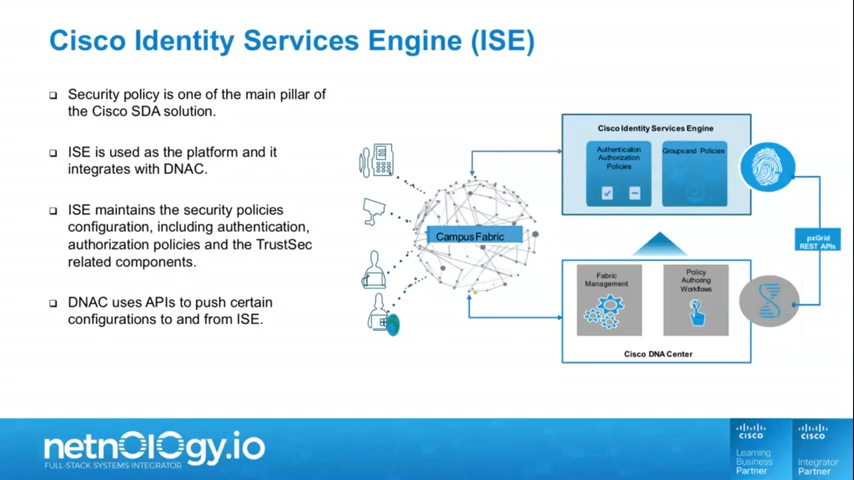 Cisco Identity Services Engine (ISE)
Security policy is one of the main pillar of
the Cisco SDA solution.
ISE is used as the platform and it
integrates with DNAC.
ISE maintains the security policies
configuration, including authentication,
authorization policies and the TrustSec
related components.
DNAC uses APIs to push certain
configurations to and from ISE.
Campus Fabric
Cisco Identity Services Engine
Authentication
Authorization
Policies
Groups and Policies
pxGrid
REST APIs
Fabric
Management
Policy
Authoring
Workflows
Cisco DNA Center
netnology.io
FULL-STACK SYSTEMS INTEGRATOR
CISCO
Learning
Business
Partner
CISCO
Integrator
Partner